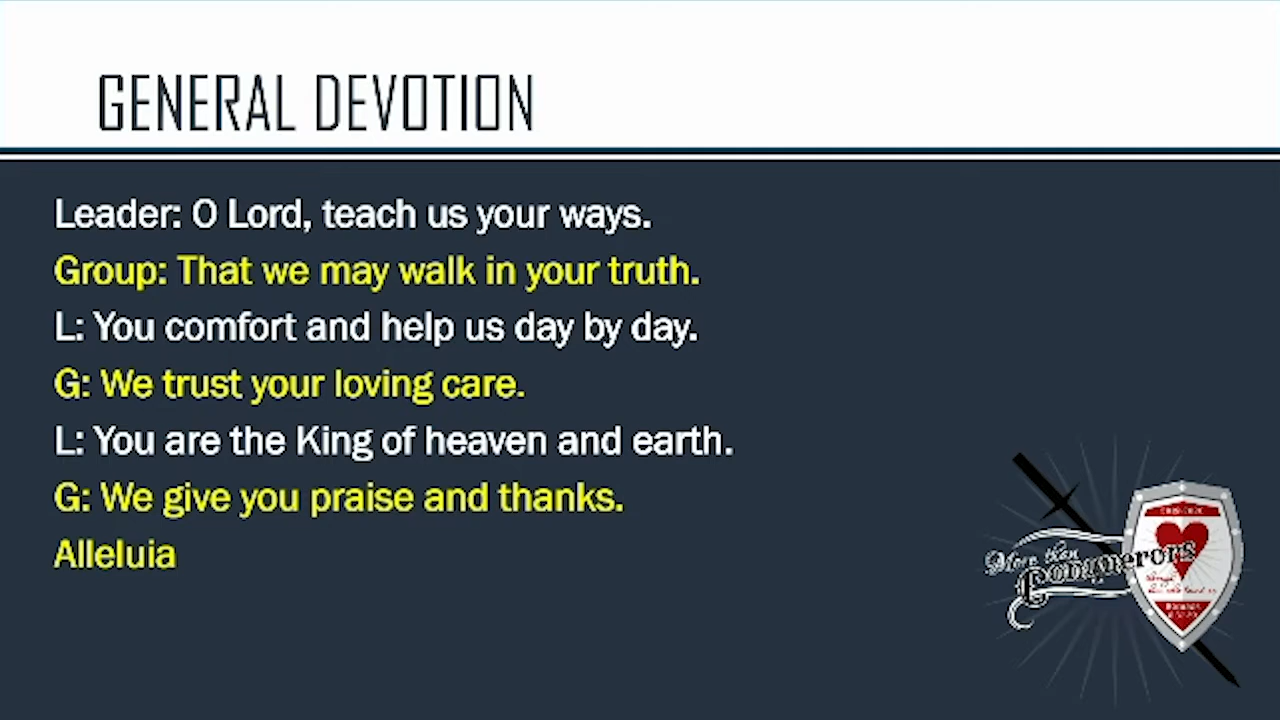 GENERAL DEVOTION
Leader: O Lord, teach us your ways.
Group: That we may walk in your truth.
L: You comfort and help us day by day.
G: We trust your loving care.
L: You are the King of heaven and earth.
G: We give you praise and thanks.
Alleluia
More than
Conquerors